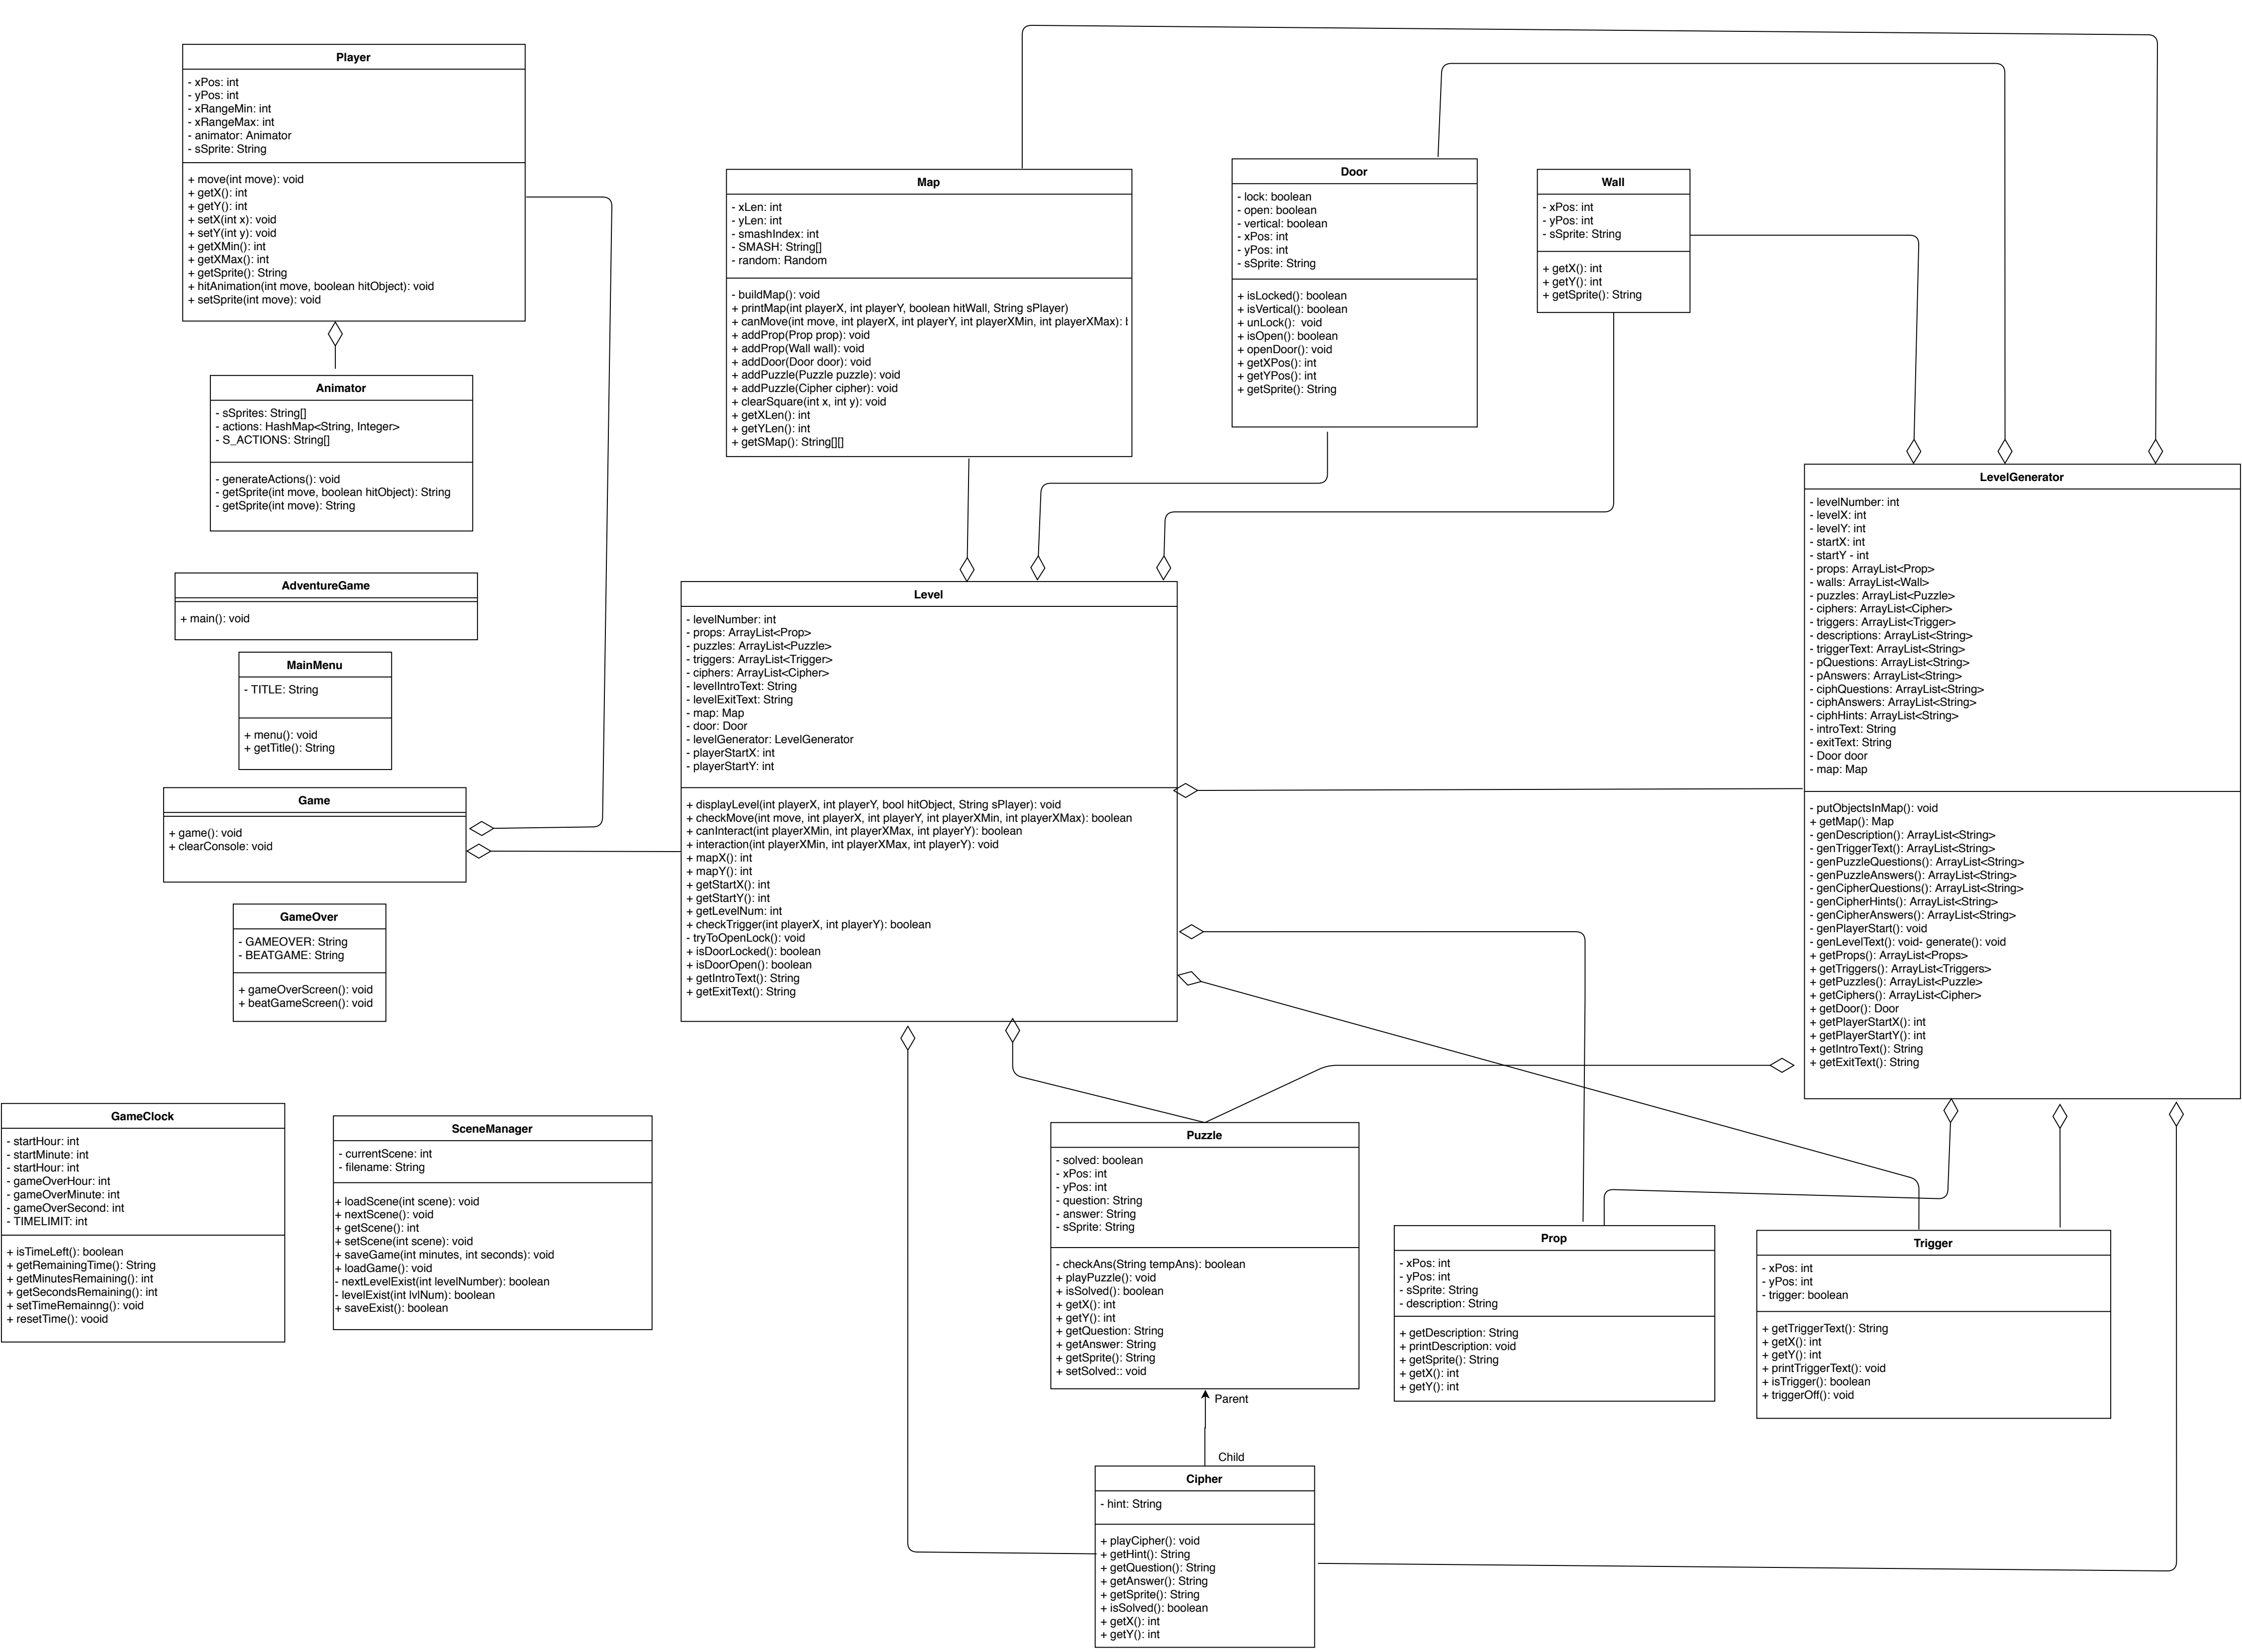 Player
- xPos: int
- yPos: int
- xRangeMin: int
- xRangeMax: int
- animator: Animator
- sSprite: String
+ move(int move): void
+ getX(): int
+ getY(): int
+ setX(int x): void
+ setY(int y): void
+ getXMin(): int
+ getXMax(): int
+ getSprite(): String
+ hitAnimation(int move, boolean hitObject): void
+ setSprite(int move): void
Animator
- sSprites: String[]
- actions: HashMap<String, Integer>
- S_ACTIONS: String[]
- generateActions(): void
- getSprite(int move, boolean hitObject): String
- getSprite(int move): String
AdventureGame
+ main(): void
MainMenu
- TITLE: String
+ menu(): void
+ getTitle(): String
Game
+ game(): void
+ clearConsole: void
GameOver
- GAMEOVER: String
- BEATGAME: String
+ gameOverScreen(): void
+ beatGameScreen(): void
GameClock
- startHour: int
- startMinute: int
- startHour: int
- gameOverHour: int
- gameOverMinute: int
- gameOverSecond: int
- TIMELIMIT: int
+ isTimeLeft(): boolean
+ getRemainingTime(): String
+ getMinutesRemaining(): int
+ getSecondsRemaining(): int
+ setTimeRemainng(): void
+ resetTime(): vooid
SceneManager
- currentScene: int
- filename: String
+ loadScene(int scene): void
+ nextScene(): void
+ getScene(): int
+ setScene(int scene): void
+ saveGame(int minutes, int seconds): void
+ loadGame(): void
- nextLevelExist(int levelNumber): boolean
- levelExist(int lvlNum): boolean
+ saveExist(): boolean
Map
- xLen: int
- yLen: int
- smashIndex: int
- SMASH: String[]
- random: Random
- buildMap(): void
+ printMap(int playerX, int playerY, boolean hitWall, String sPlayer)
+ canMove(int move, int playerX, int playerY, int playerXMin, int playerXMax):
+ addProp(Prop prop): void
+ addProp(Wall wall): void
+ addDoor(Door door): void
+ addPuzzle(Puzzle puzzle): void
+ addPuzzle(Cipher cipher): void
+ clearSquare(int x, int y): void
+ getXLen(): int
+ getYLen(): int
+ getSMap(): String[][]
Door
- lock: boolean
- open: boolean
- vertical: boolean
- xPos: int
- yPos: int
- sSprite: String
+ isLocked(): boolean
+ isVertical(): boolean
+ unLock():  void
+ isOpen(): boolean
+ openDoor(): void
+ getXPos(): int
+ getYPos(): int
+ getSprite(): String
Wall
- xPos: int
- yPos: int
- sSprite: String
+ getX(): int
+ getY(): int
+ getSprite(): String
Level
- levelNumber: int
- props: ArrayList<Prop>
- puzzles: ArrayList<Puzzle>
- triggers: ArrayList<Trigger>
- ciphers: ArrayList<Cipher>
- levelIntroText: String
- levelExitText: String
- map: Map
- door: Door
- levelGenerator: LevelGenerator
- playerStartX: int
- playerStartY: int
+ displayLevel(int playerX, int playerY, bool hitObject, String sPlayer): void
+ checkMove(int move, int playerX, int playerY, int playerXMin, int playerXMax): boolean
+ canInteract(int playerXMin, int playerXMax, int playerY): boolean
+ interaction(int playerXMin, int playerXMax, int playerY): void
+ mapX(): int
+ mapY(): int
+ getStartX(): int
+ getStartY(): int
+ getLevelNum: int
+ checkTrigger(int playerX, int playerY): boolean
- tryToOpenLock(): void
+ isDoorLocked(): boolean
+ isDoorOpen(): boolean
+ getIntroText(): String
+ getExitText(): String
LevelGenerator
- levelNumber: int
- levelX: int
- levelY: int
- startX: int
- startY - int
- props: ArrayList<Prop>
- walls: ArrayList<Wall>
- puzzles: ArrayList<Puzzle>
- ciphers: ArrayList<Cipher>
- triggers: ArrayList<Trigger>
- descriptions: ArrayList<String>
- triggerText: ArrayList<String>
- pQuestions: ArrayList<String>
- pAnswers: ArrayList<String>
- ciphQuestions: ArrayList<String>
- ciphAnswers: ArrayList<String>
- ciphHints: ArrayList<String>
- introText: String
- exitText: String
- Door door
- map: Map
- putObjectsInMap(): void
+ getMap(): Map
- genDescription(): ArrayList<String>
- genTriggerText(): ArrayList<String>
- genPuzzleQuestions(): ArrayList<String>
- genPuzzleAnswers(): ArrayList<String>
- genCipherQuestions(): ArrayList<String>
- genCipherHints(): ArrayList<String>
- genCipherAnswers(): ArrayList<String>
- genPlayerStart(): void
- genLevelText(): void- generate(): void
+ getProps(): ArrayList<Props>
+ getTriggers(): ArrayList<Triggers>
+ getPuzzles(): ArrayList<Puzzle>
+ getCiphers(): ArrayList<Cipher>
+ getDoor(): Door
+ getPlayerStartX(): int
+ getPlayerStartY(): int
+ getIntroText(): String
+ getExitText(): String
Puzzle
- solved: boolean
- xPos: int
- yPos: int
- question: String
- answer: String
- sSprite: String
- checkAns(String tempAns): boolean
+ playPuzzle(): void
+ isSolved(): boolean
+ getX(): int
+ getY(): int
+ getQuestion: String
+ getAnswer: String
+ getSprite(): String
+ setSolved:: void
Parent
Child
Prop
- xPos: int
- yPos: int
- sSprite: String
- description: String
+ getDescription: String
+ printDescription: void
+ getSprite(): String
+ getX(): int
+ getY(): int
Trigger
- xPos: int
- yPos: int
- trigger: boolean
+ getTriggerText(): String
+ getX(): int
+ getY(): int
+ printTriggerText(): void
+ isTrigger(): boolean
+ triggerOff(): void
Cipher
- hint: String
+ playCipher(): void
+ getHint(): String
+ getQuestion(): String
+ getAnswer(): String
+ getSprite(): String
+ isSolved(): boolean
+ getX(): int
+ getY(): int